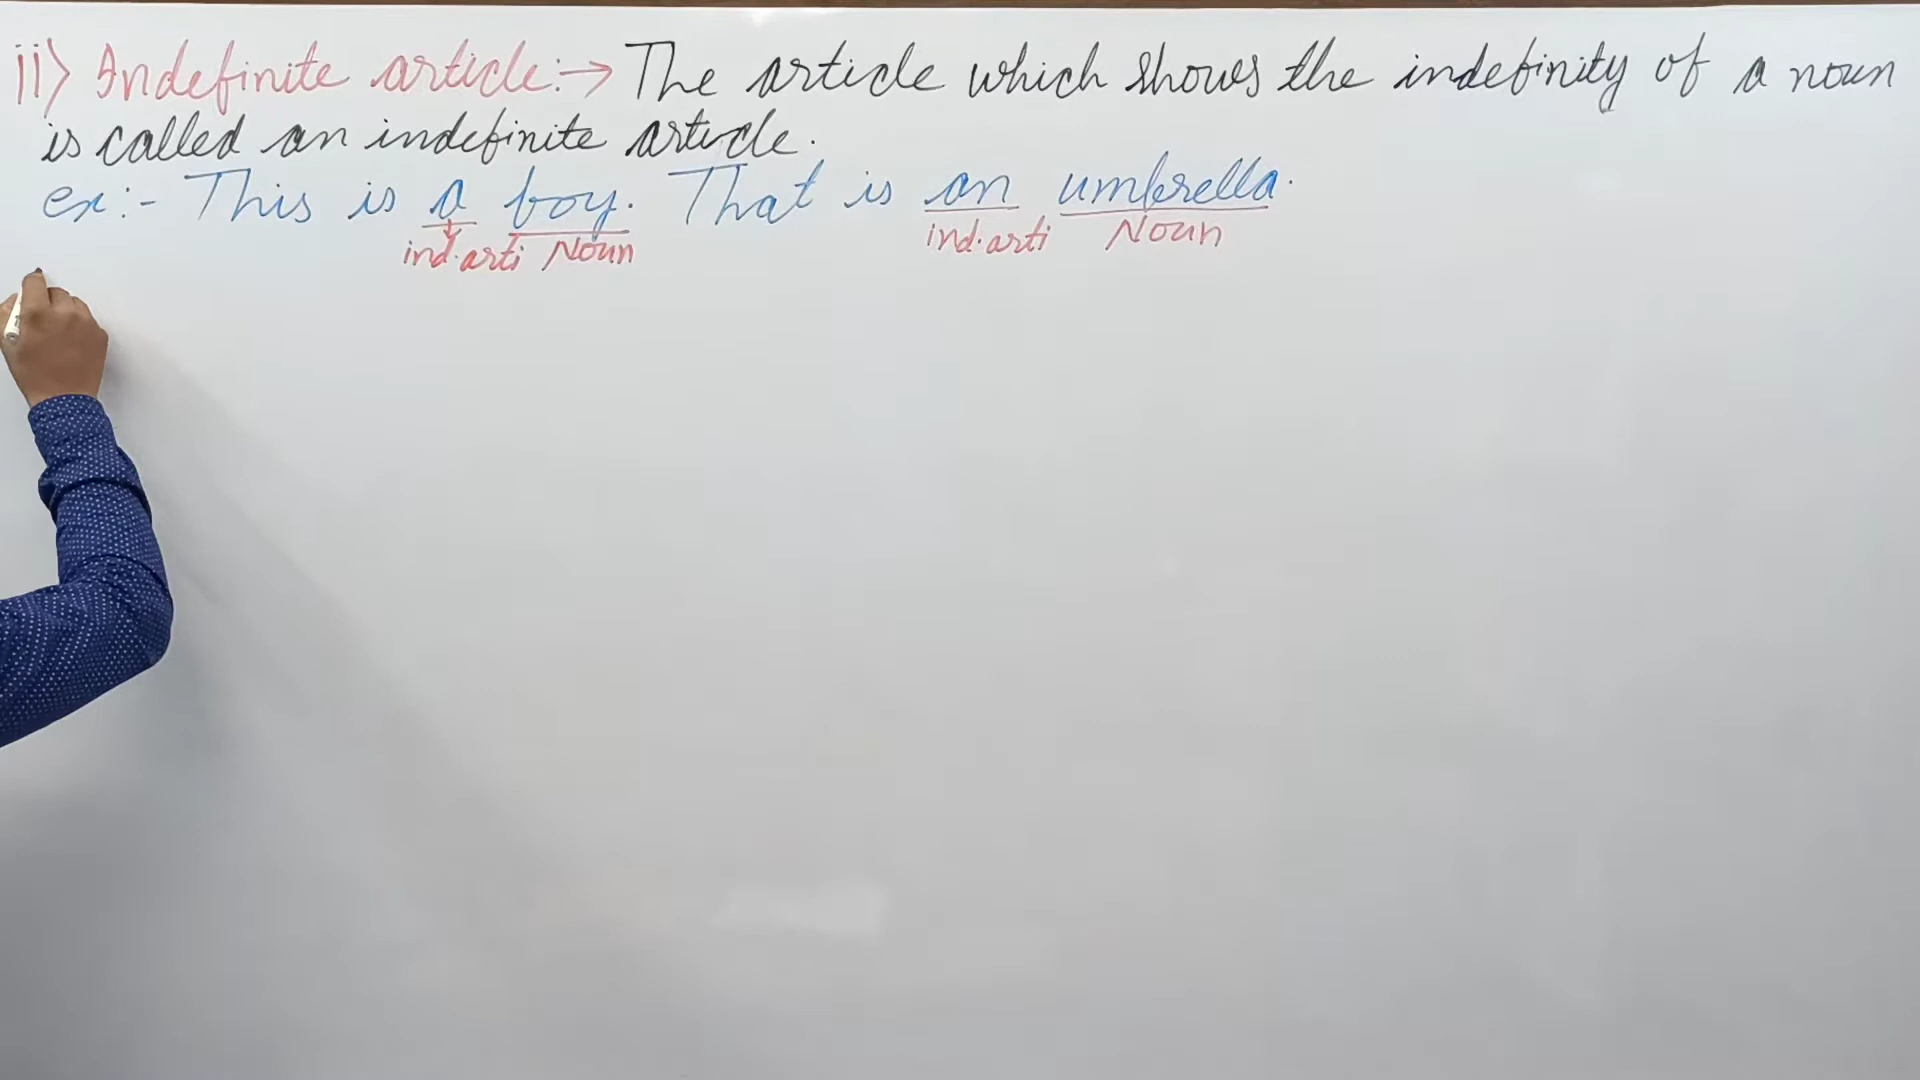 ii) Indefinite article:→ The article which shows the indefinity of a noun
is called an indefinite article.
ex:- This is a boy. That is an umbrella.
ind.arti Noun ind.arti Noun